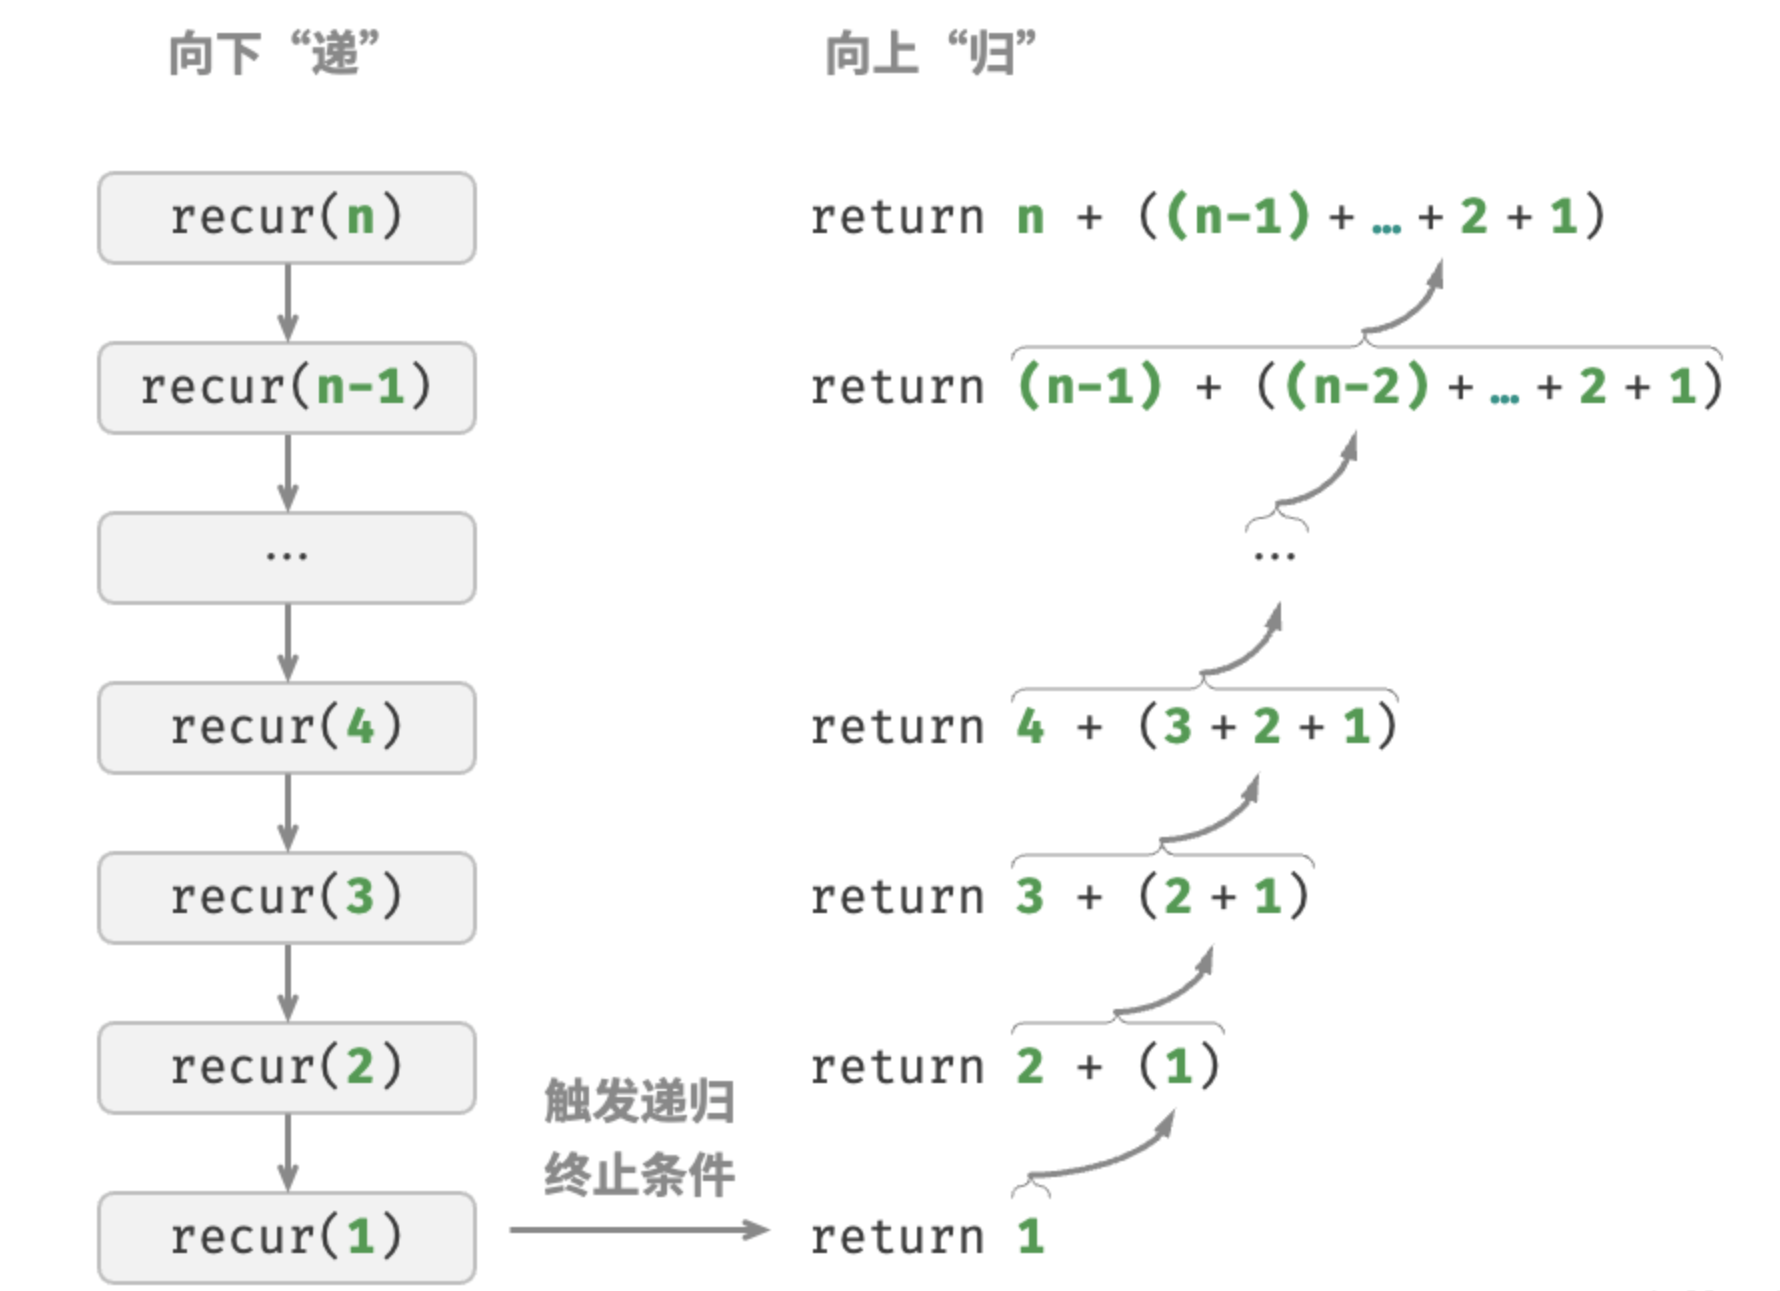 向下“递”
向上“归”
recur(n)
return n + ((n-1) + … + 2 + 1)
recur(n-1)
return (n-1) + ((n-2) + … + 2 + 1)
…
…
recur(4)
return 4 + (3 + 2 + 1)
recur(3)
return 3 + (2 + 1)
recur(2)
return 2 + (1)
触发递归
终止条件
recur(1)
return 1